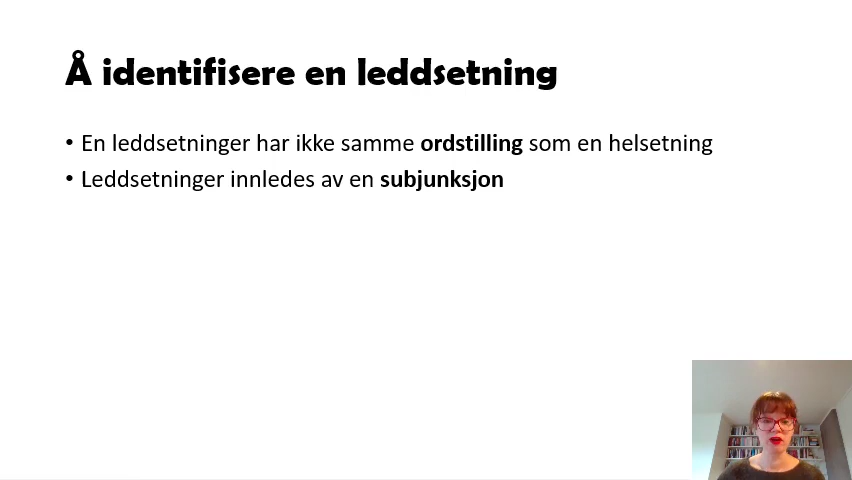 Å identifisere en leddsetning
• En leddsetninger har ikke samme ordstilling som en helsetning
• Leddsetninger innledes av en subjunksjon